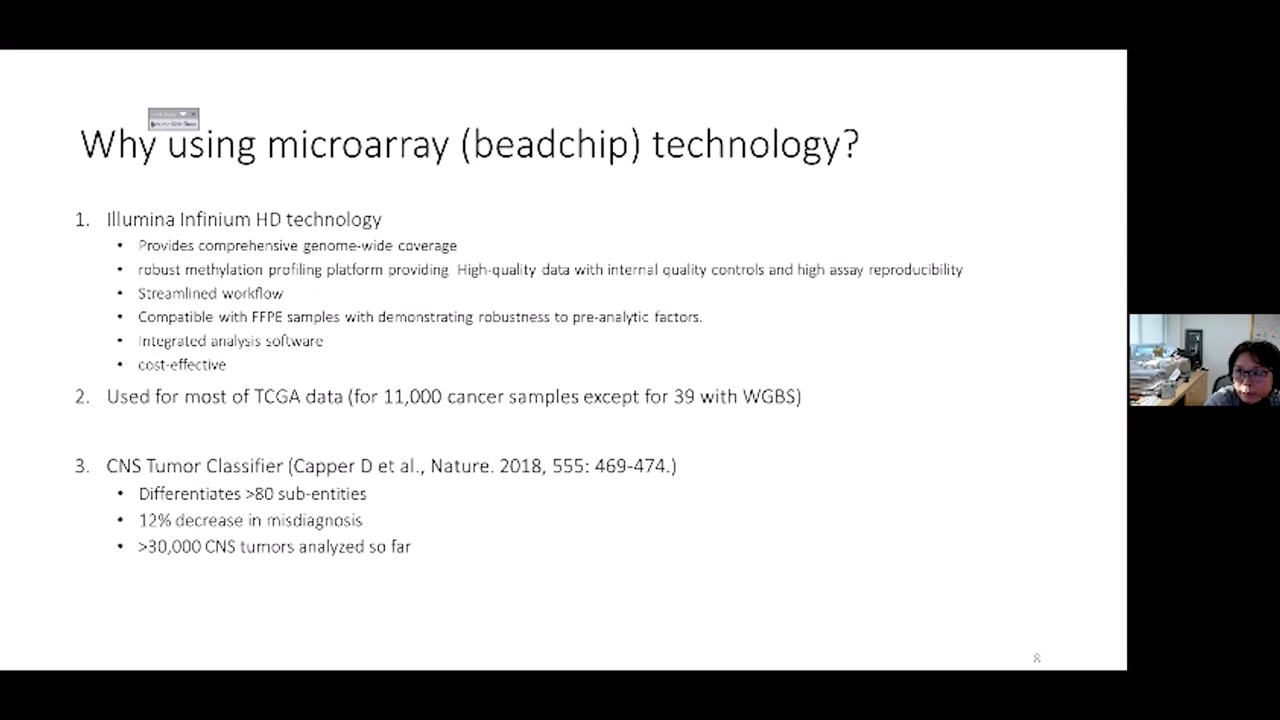 Why using microarray (beadchip) technology?
1. Illumina Infinium HD technology
• Provides comprehensive genome-wide coverage
• robust methylation profiling platform providing High-quality data with internal quality controls and high assay reproducibility
• Streamlined workflow
• Compatible with FFPE samples with demonstrating robustness to pre-analytic factors.
• Integrated analysis software
• cost-effective
2. Used for most of TCGA data (for 11,000 cancer samples except for 39 with WGBS)
3. CNS Tumor Classifier (Capper D et al., Nature. 2018, 555: 469-474.)
• Differentiates >80 sub-entities
• 12% decrease in misdiagnosis
• >30,000 CNS tumors analyzed so far
8